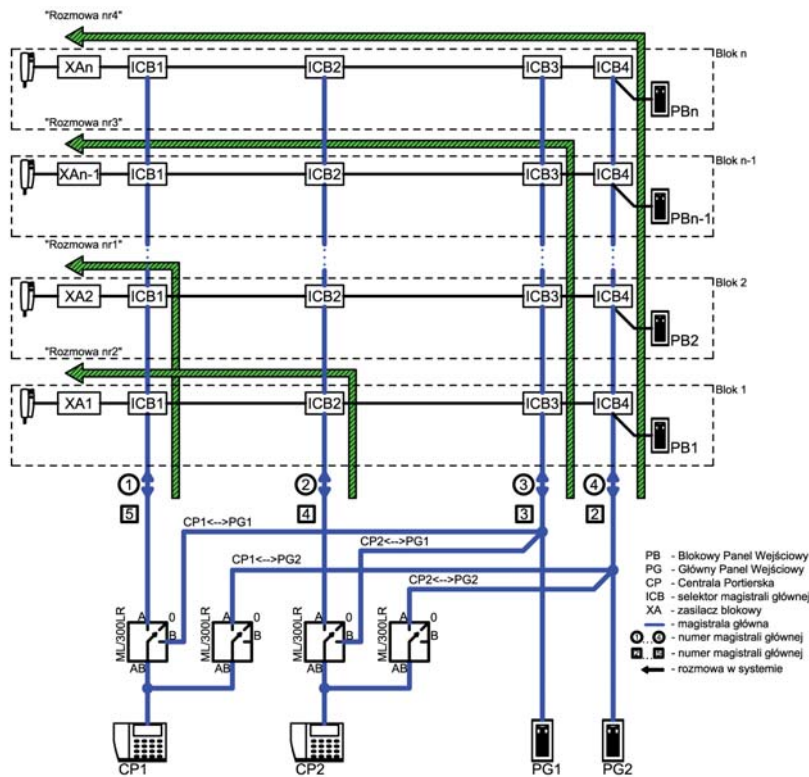 "Rozmowa nr4"
Blok n
XAn ICB1 ICB2 ICB3 ICB4
PBn
"Rozmowa nr3"
Blok n-1
XAn-1 ICB1 ICB2 ICB3 ICB4
PBn-1
"Rozmowa nr1"
Blok 2
XA2 ICB1 ICB2 ICB3 ICB4
PB2
"Rozmowa nr2"
Blok 1
XA1 ICB1 ICB2 ICB3 ICB4
PB1
1 2 3 4
5 4 3 2
CP1<-->PG1
CP2<-->PG1
CP1<-->PG2
CP2<-->PG2
ML/300LR A 0 B AB
ML/300LR A 0 B AB
ML/300LR A 0 B AB
ML/300LR A 0 B AB
CP1 CP2 PG1 PG2
PB - Blokowy Panel Wejściowy
PG - Główny Panel Wejściowy
CP - Centrala Portierska
ICB - selektor magistrali głównej
XA - zasilacz blokowy
- magistrala główna
- numer magistrali głównej
- numer magistrali głównej
- rozmowa w systemie